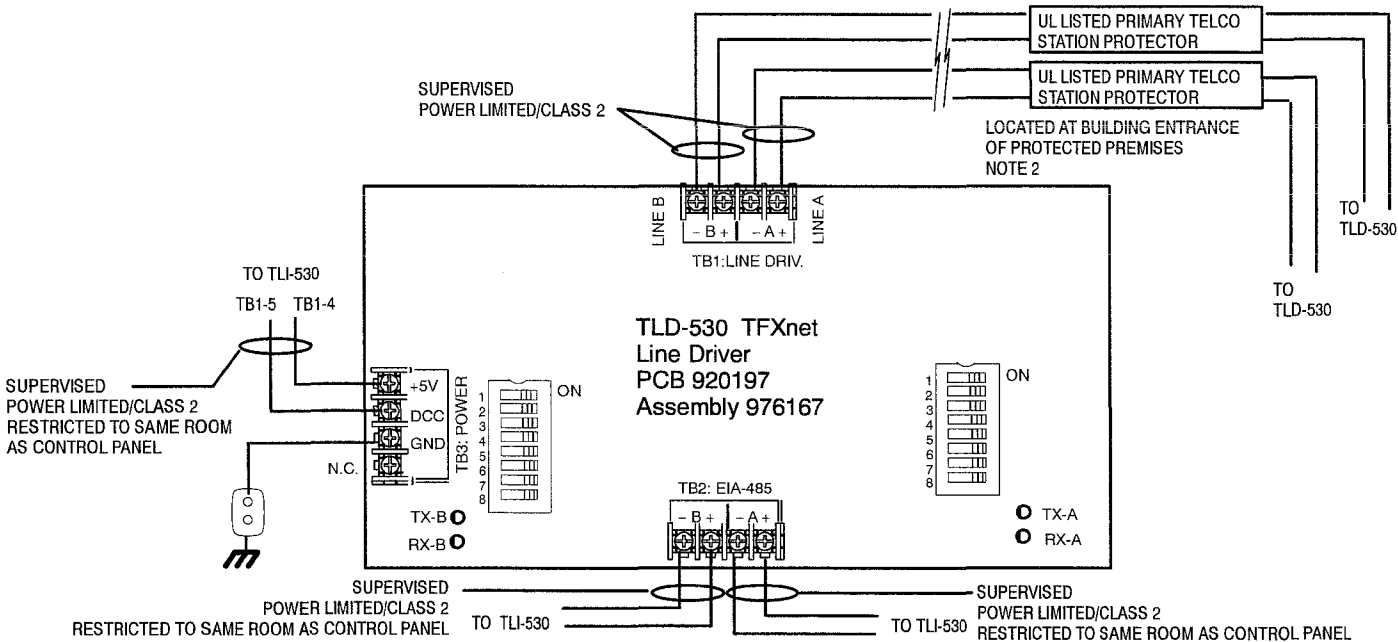 UL LISTED PRIMARY TELCO
STATION PROTECTOR
UL LISTED PRIMARY TELCO
STATION PROTECTOR
SUPERVISED
POWER LIMITED/CLASS 2
LOCATED AT BUILDING ENTRANCE
OF PROTECTED PREMISES
NOTE 2
TO
TLD-530
TO
TLD-530
LINE B
- B +
- A +
LINE A
TB1:LINE DRIV.
TO TLI-530
TB1-5 TB1-4
TLD-530 TFXnet
Line Driver
PCB 920197
Assembly 976167
SUPERVISED
POWER LIMITED/CLASS 2
RESTRICTED TO SAME ROOM
AS CONTROL PANEL
+5V
DCC
GND
N.C.
TB3: POWER
1
2
3
4
5
6
7
8
ON
1
2
3
4
5
6
7
8
ON
TX-B
RX-B
TB2: EIA-485
- B +
- A +
TX-A
RX-A
SUPERVISED
POWER LIMITED/CLASS 2
RESTRICTED TO SAME ROOM AS CONTROL PANEL
TO TLI-530
TO TLI-530
SUPERVISED
POWER LIMITED/CLASS 2
RESTRICTED TO SAME ROOM AS CONTROL PANEL